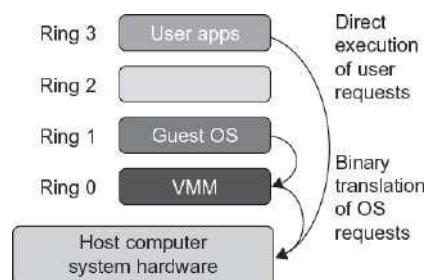 Ring 3
User apps
Direct
execution
of user
requests
Ring 2
Ring 1
Guest OS
Ring 0
VMM
Binary
translation
of OS
requests
Host computer
system hardware